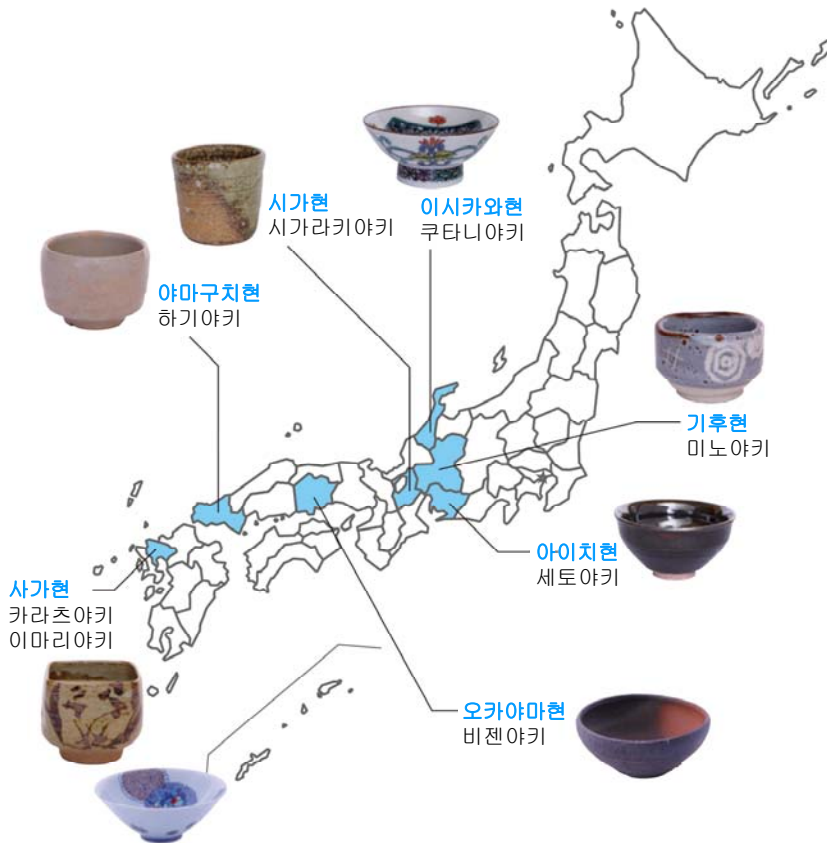 시가현
시가라키야키
이시카와현
쿠타니야키
야마구치현
하기야키
기후현
미노야키
아이치현
세토야키
사가현
카라츠야키
이마리야키
오카야마현
비젠야키